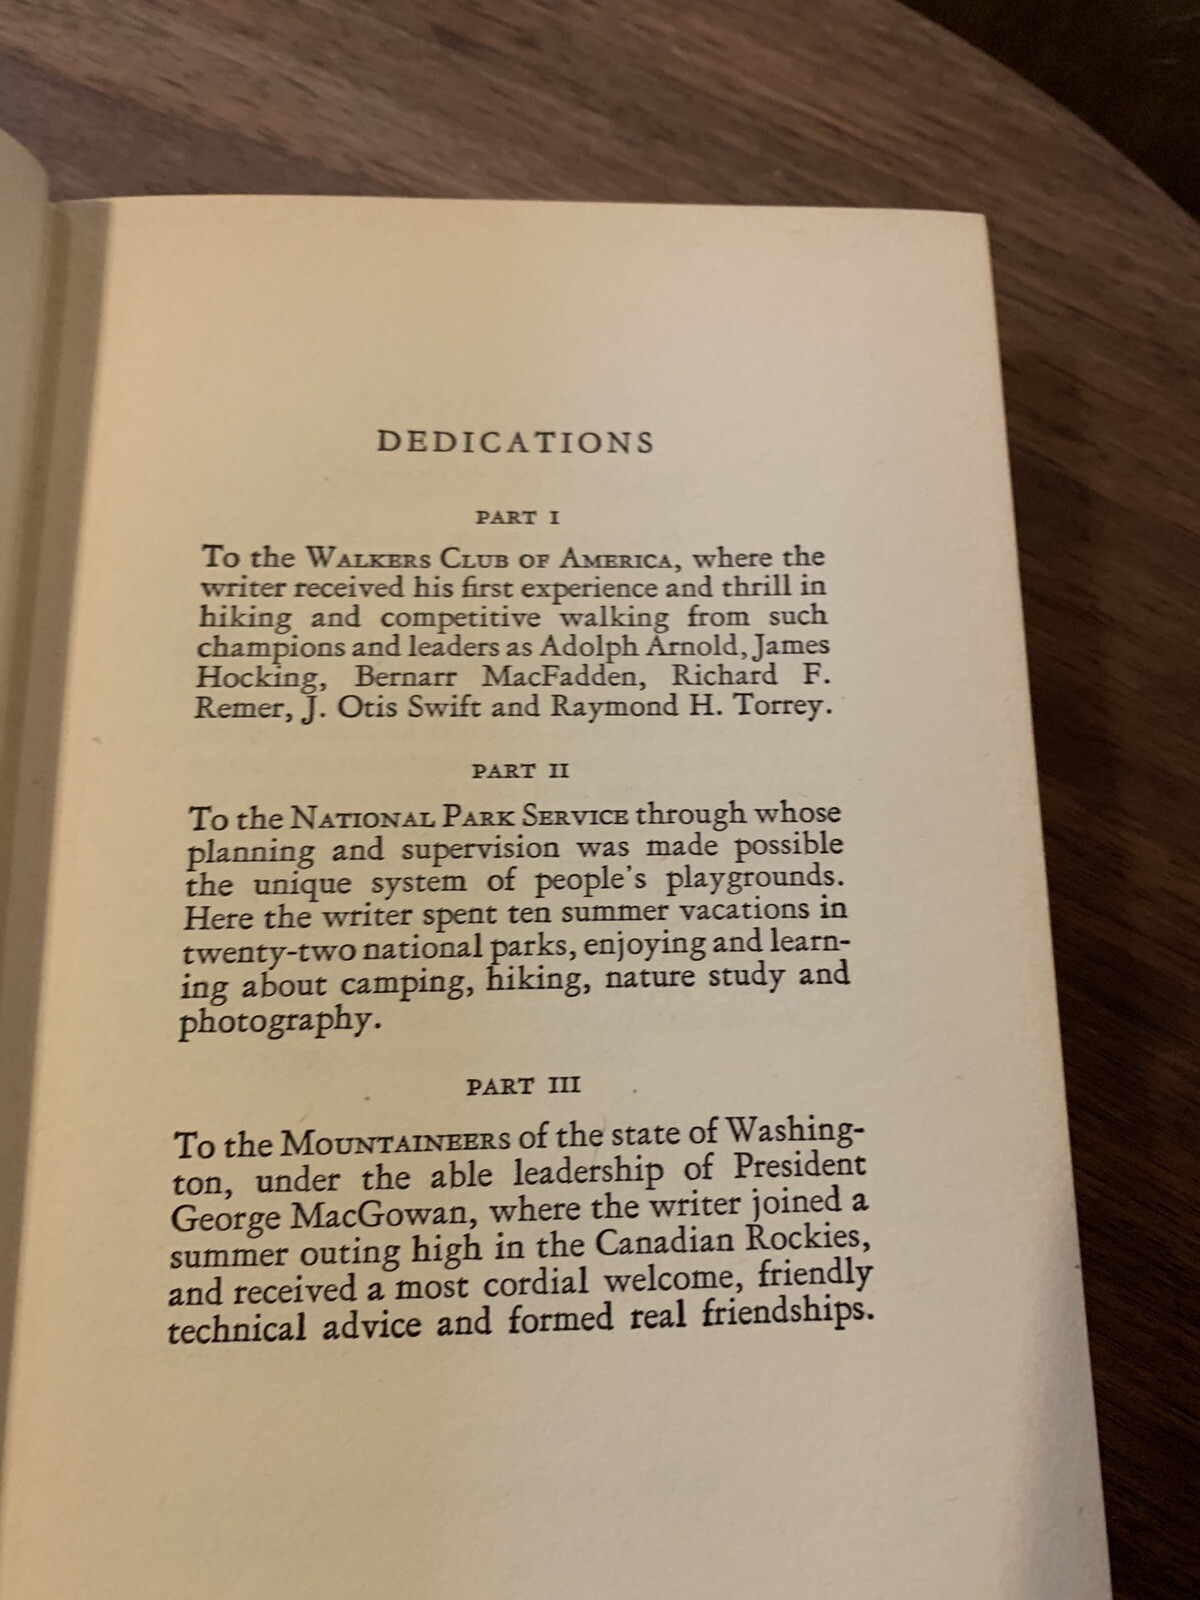 DEDICATIONS
PART I
To the WALKERS CLUB OF AMERICA, where the
writer received his first experience and thrill in
hiking and competitive walking from such
champions and leaders as Adolph Arnold, James
Hocking, Bernarr MacFadden, Richard F.
Remer, J. Otis Swift and Raymond H. Torrey.
PART II
To the NATIONAL PARK SERVICE through whose
planning and supervision was made possible
the unique system of people's playgrounds.
Here the writer spent ten summer vacations in
twenty-two national parks, enjoying and learn-
ing about camping, hiking, nature study and
photography.
PART III
To the MOUNTAINEERS of the state of Washing-
ton, under the able leadership of President
George MacGowan, where the writer joined a
summer outing high in the Canadian Rockies,
and received a most cordial welcome, friendly
technical advice and formed real friendships.